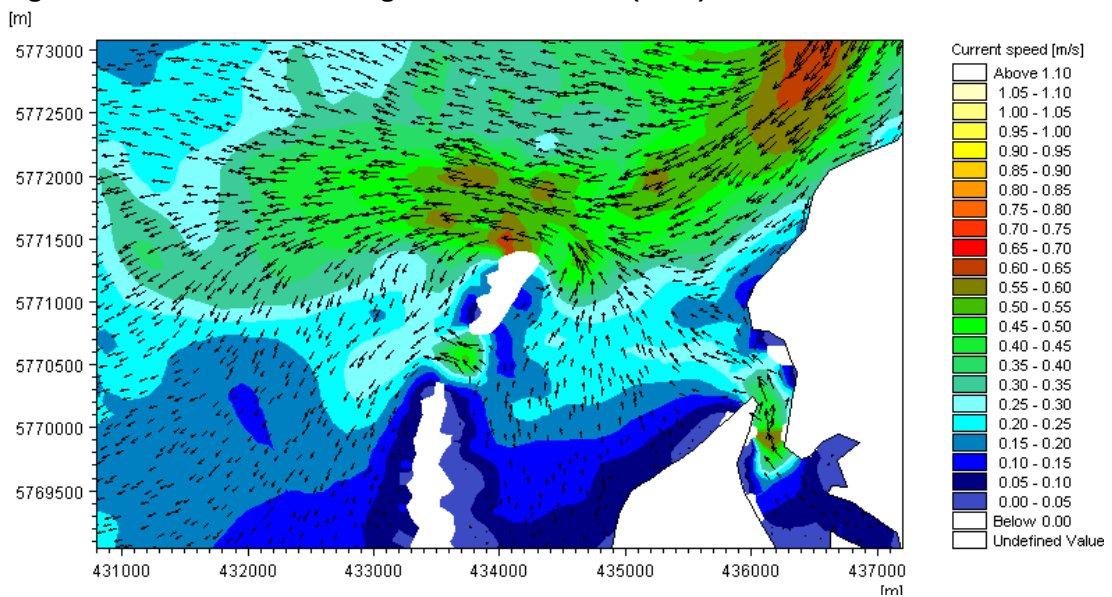 [m]
5773000
5772500
5772000
5771500
5771000
5770500
5770000
5769500
431000 432000 433000 434000 435000 436000 437000
[m]
Current speed [m/s]
Above 1.10
1.05 - 1.10
1.00 - 1.05
0.95 - 1.00
0.90 - 0.95
0.85 - 0.90
0.80 - 0.85
0.75 - 0.80
0.70 - 0.75
0.65 - 0.70
0.60 - 0.65
0.55 - 0.60
0.50 - 0.55
0.45 - 0.50
0.40 - 0.45
0.35 - 0.40
0.30 - 0.35
0.25 - 0.30
0.20 - 0.25
0.15 - 0.20
0.10 - 0.15
0.05 - 0.10
0.00 - 0.05
Below 0.00
Undefined Value